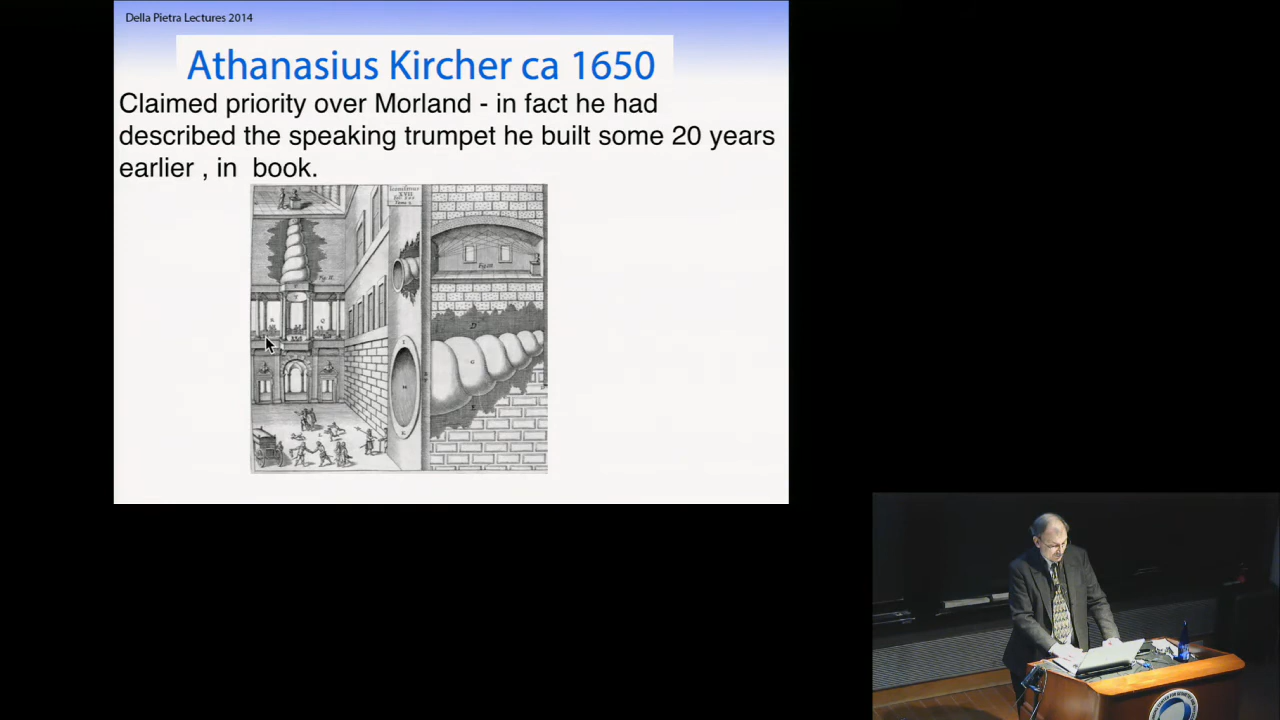 Della Pietra Lectures 2014
Athanasius Kircher ca 1650
Claimed priority over Morland - in fact he had
described the speaking trumpet he built some 20 years
earlier , in  book.
XVII